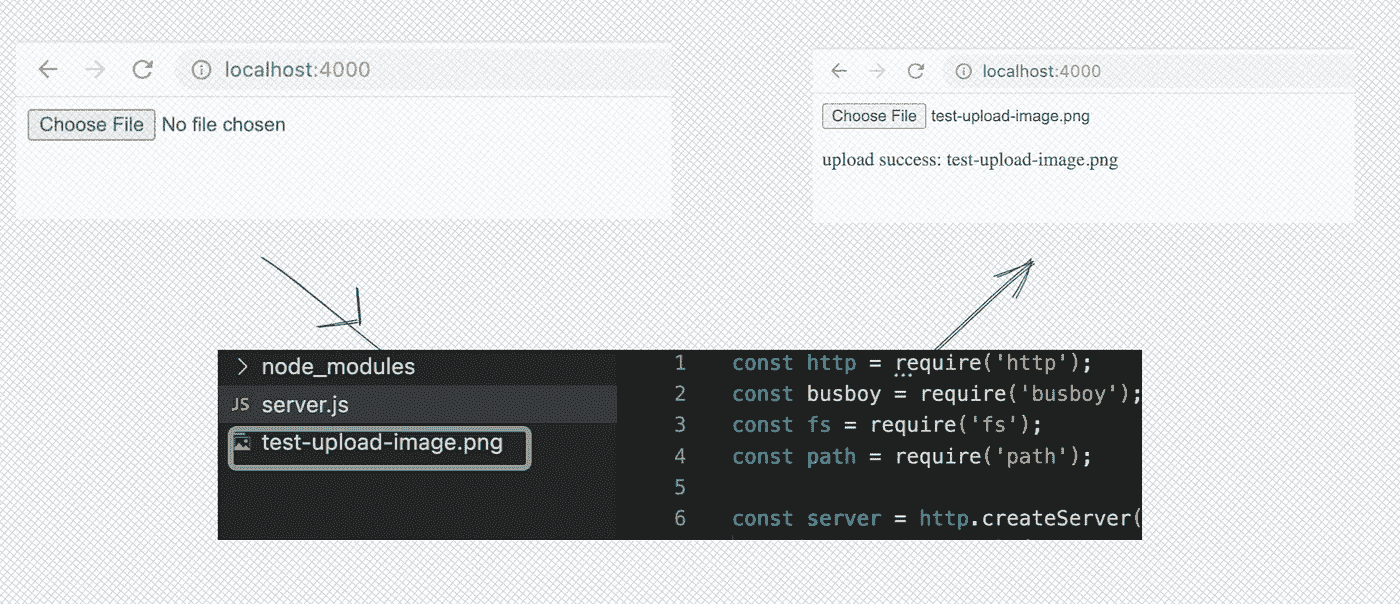 localhost:4000
Choose File No file chosen
localhost:4000
Choose File test-upload-image.png
upload success: test-upload-image.png
node_modules
JS server.js
test-upload-image.png
1 const http = require('http');
2 const busboy = require('busboy');
3 const fs = require('fs');
4 const path = require('path');
5
6 const server = http.createServer(